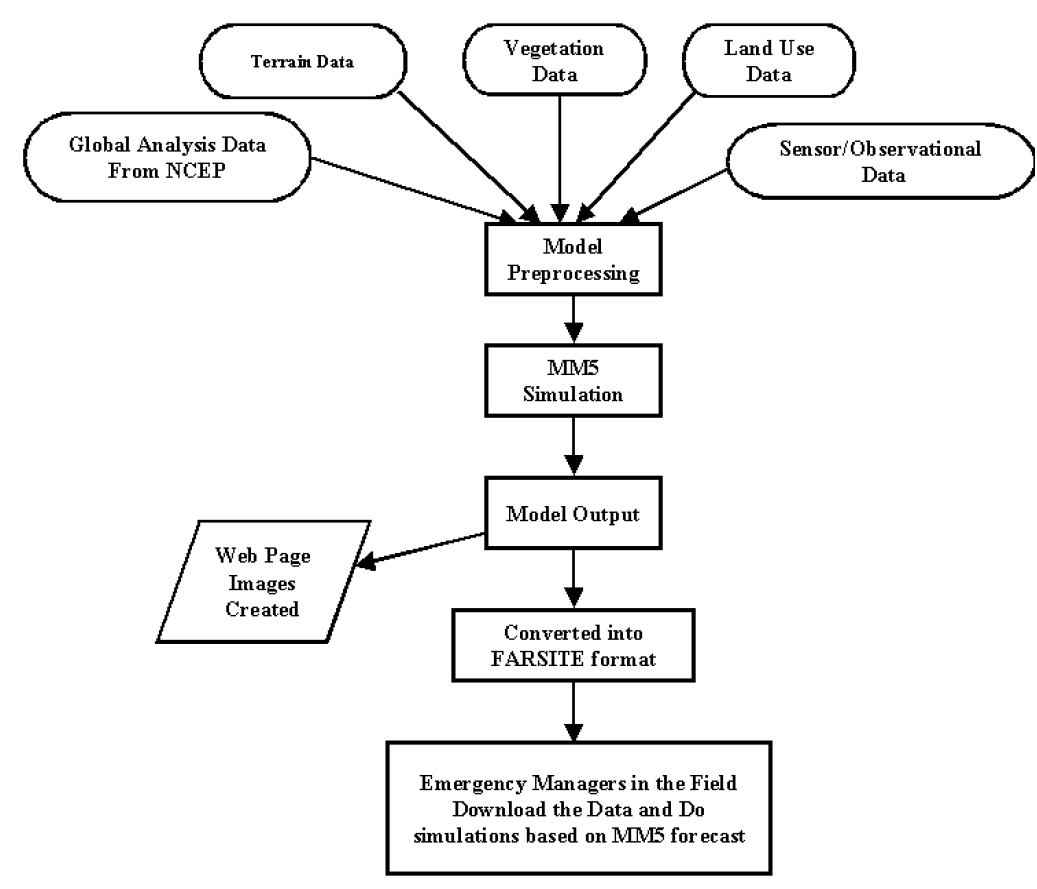 Terrain Data
Vegetation
Data
Land Use
Data
Global Analysis Data
From NCEP
Sensor/Observational
Data
Model
Preprocessing
MM5
Simulation
Model Output
Web Page
Images
Created
Converted into
FARSITE format
Emergency Managers in the Field
Download the Data and Do
simulations based on MM5 forecast